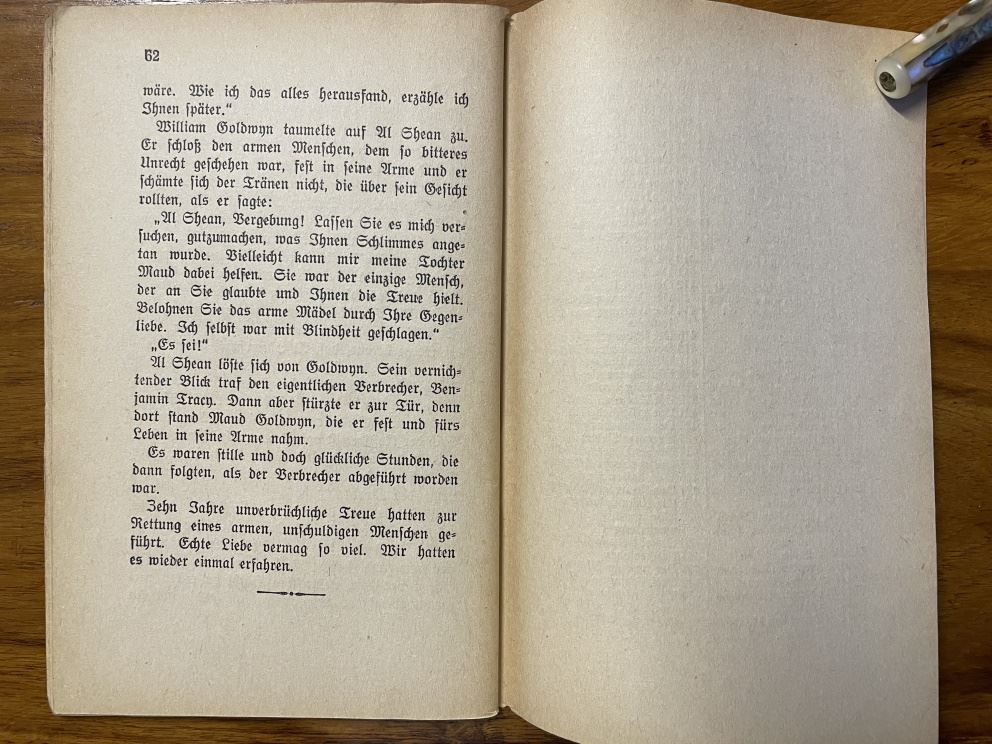 62
wäre. Wie ich das alles herausfand, erzähle ich
Ihnen später.“
William Goldwyn taumelte auf Al Shean zu.
Er schloß den armen Menschen, dem so bitteres
Unrecht geschehen war, fest in seine Arme und er
schämte sich der Tränen nicht, die über sein Gesicht
rollten, als er sagte:
„Al Shean, Vergebung! Lassen Sie es mich ver-
suchen, gutzumachen, was Ihnen Schlimmes ange-
tan wurde. Vielleicht kann mir meine Tochter
Maud dabei helfen. Sie war der einzige Mensch,
der an Sie glaubte und Ihnen die Treue hielt.
Belohnen Sie das arme Mädel durch Ihre Gegen-
liebe. Ich selbst war mit Blindheit geschlagen.“
„Es sei!“
Al Shean löste sich von Goldwyn. Sein vernich-
tender Blick traf den eigentlichen Verbrecher, Ben-
jamin Tracy. Dann aber stürzte er zur Tür, denn
dort stand Maud Goldwyn, die er fest und fürs
Leben in seine Arme nahm.
Es waren stille und doch glückliche Stunden, die
dann folgten, als der Verbrecher abgeführt worden
war.
Zehn Jahre unverbrüchliche Treue hatten zur
Rettung eines armen, unschuldigen Menschen ge-
führt. Echte Liebe vermag so viel. Wir hatten
es wieder einmal erfahren.